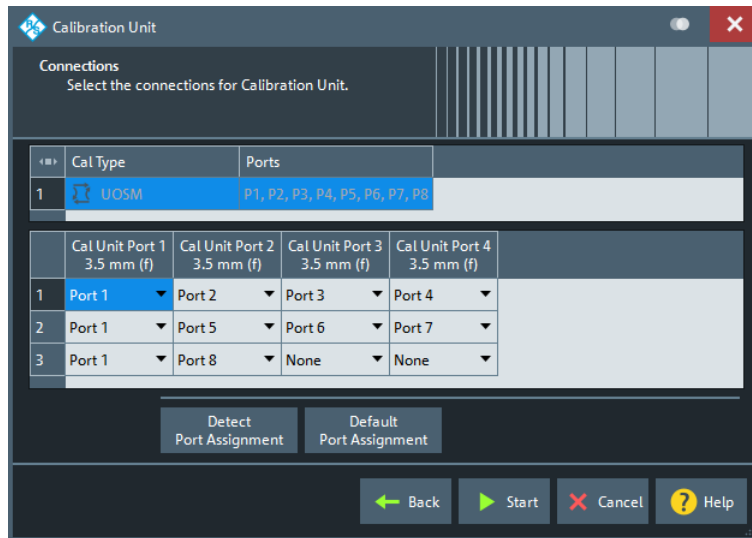 Calibration Unit
Connections
Select the connections for Calibration Unit.
Cal Type Ports
1 UOSM P1, P2, P3, P4, P5, P6, P7, P8
Cal Unit Port 1 Cal Unit Port 2 Cal Unit Port 3 Cal Unit Port 4
3.5 mm (f) 3.5 mm (f) 3.5 mm (f) 3.5 mm (f)
1 Port 1 Port 2 Port 3 Port 4
2 Port 1 Port 5 Port 6 Port 7
3 Port 1 Port 8 None None
Detect Default
Port Assignment Port Assignment
Back Start Cancel ? Help